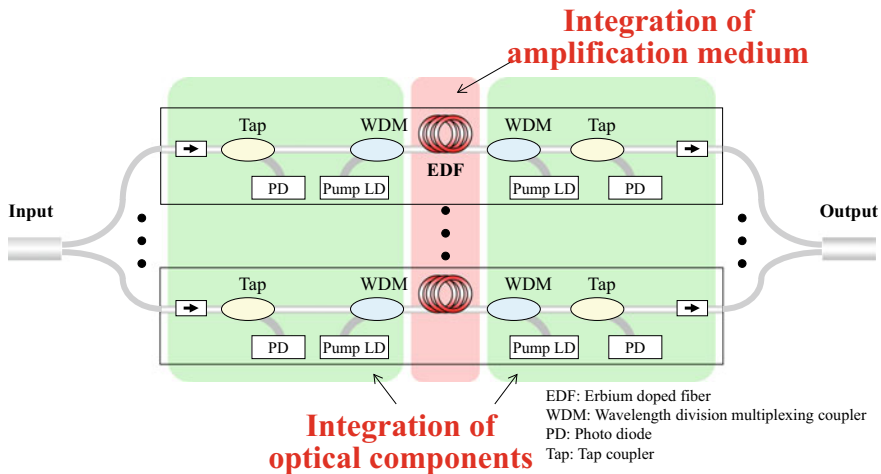 Integration of
amplification medium
Tap
WDM
WDM
Tap
EDF
PD
Pump LD
Pump LD
PD
Input
Output
Tap
WDM
WDM
Tap
PD
Pump LD
Pump LD
PD
Integration of
optical components
EDF: Erbium doped fiber
WDM: Wavelength division multiplexing coupler
PD: Photo diode
Tap: Tap coupler